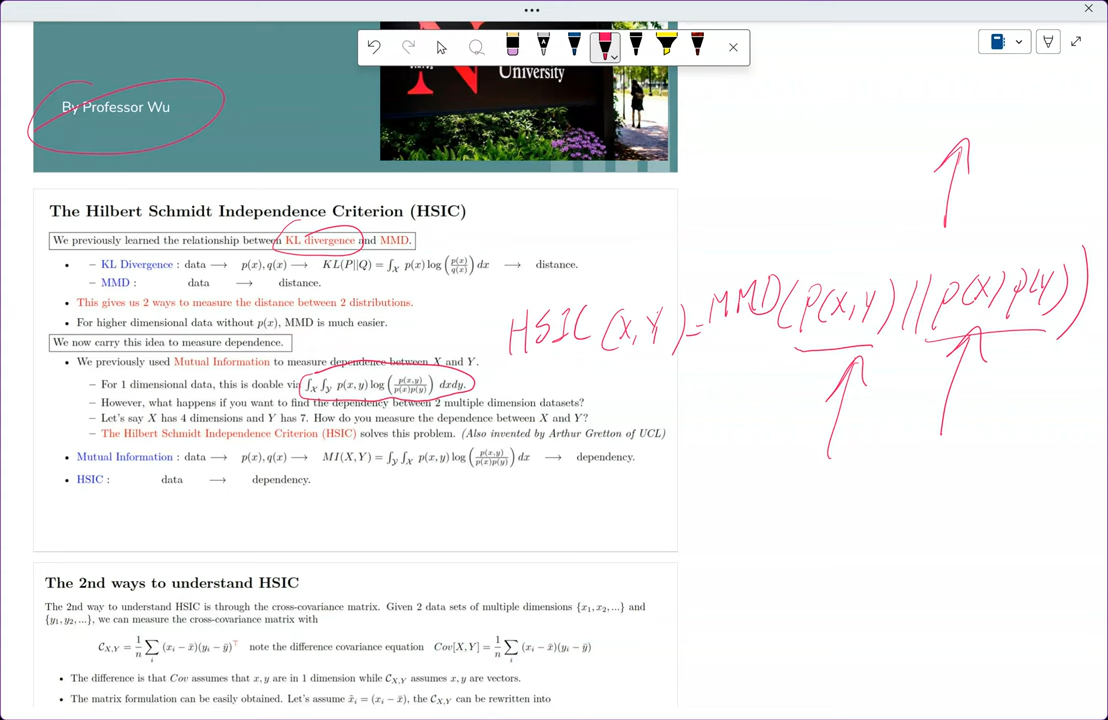 University
By Professor Wu
The Hilbert Schmidt Independence Criterion (HSIC)
We previously learned the relationship between KL divergence and MMD.
• – KL Divergence : data ⟶ p(x), q(x) ⟶ KL(P||Q) = ∫_𝒳 p(x) log (p(x)/q(x)) dx ⟶ distance.
– MMD : data ⟶ distance.
• This gives us 2 ways to measure the distance between 2 distributions.
• For higher dimensional data without p(x), MMD is much easier.
We now carry this idea to measure dependence.
• We previously used Mutual Information to measure dependence between X and Y.
– For 1 dimensional data, this is doable via ∫_𝒳 ∫_𝒴 p(x, y) log (p(x,y)/p(x)p(y)) dxdy.
– However, what happens if you want to find the dependency between 2 multiple dimension datasets?
– Let's say X has 4 dimensions and Y has 7. How do you measure the dependence between X and Y?
– The Hilbert Schmidt Independence Criterion (HSIC) solves this problem. (Also invented by Arthur Gretton of UCL)
• Mutual Information : data ⟶ p(x), q(x) ⟶ MI(X, Y) = ∫_𝒴 ∫_𝒳 p(x, y) log (p(x,y)/p(x)p(y)) dx ⟶ dependency.
• HSIC : data ⟶ dependency.
HSIC (X, Y) = MMD(p(X,Y) || p(X) p(Y))
The 2nd ways to understand HSIC
The 2nd way to understand HSIC is through the cross-covariance matrix. Given 2 data sets of multiple dimensions {x₁, x₂, ...} and
{y₁, y₂, ...}, we can measure the cross-covariance matrix with
𝒞_X,Y = 1/n ∑_i (x_i − x̄)(y_i − ȳ)^⊤ note the difference covariance equation Cov[X, Y] = 1/n ∑_i (x_i − x̄)(y_i − ȳ)
• The difference is that Cov assumes that x, y are in 1 dimension while 𝒞_X,Y assumes x, y are vectors.
• The matrix formulation can be easily obtained. Let's assume x̃_i = (x_i − x̄), the 𝒞_X,Y can be rewritten into